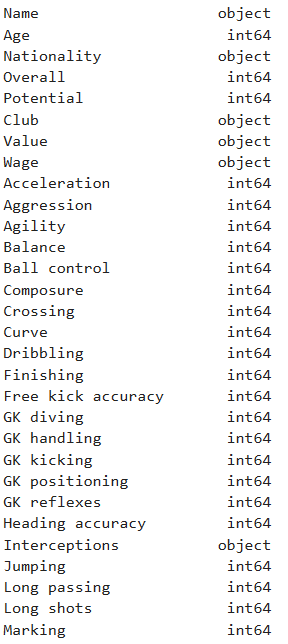 Name object
Age int64
Nationality object
Overall int64
Potential int64
Club object
Value object
Wage object
Acceleration int64
Aggression int64
Agility int64
Balance int64
Ball control int64
Composure int64
Crossing int64
Curve int64
Dribbling int64
Finishing int64
Free kick accuracy int64
GK diving int64
GK handling int64
GK kicking int64
GK positioning int64
GK reflexes int64
Heading accuracy int64
Interceptions object
Jumping int64
Long passing int64
Long shots int64
Marking int64